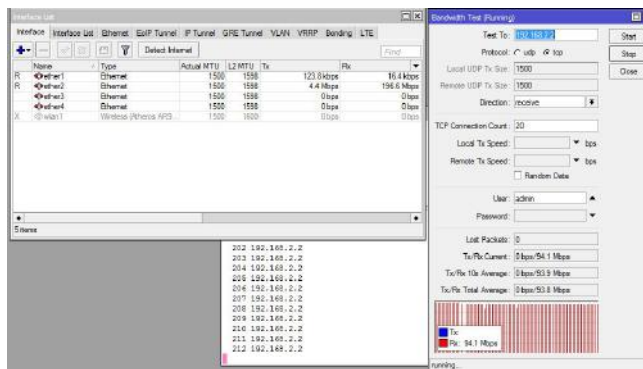 Interface List
Interface Interface List Ethernet EoIP Tunnel IP Tunnel GRE Tunnel VLAN VRRP Bonding LTE
Detect Internet
Find
Name Type Actual MTU L2 MTU Tx Rx
R ether1 Ethernet 1500 1598 123.8 kbps 16.4 kbps
R ether2 Ethernet 1500 1598 4.4 Mbps 196.6 Mbps
ether3 Ethernet 1500 1598 0 bps 0 bps
ether4 Ethernet 1500 1598 0 bps 0 bps
X wlan1 Wireless (Atheros AR9... 1500 1600
5 items
202 192.168.2.2
203 192.168.2.2
204 192.168.2.2
205 192.168.2.2
206 192.168.2.2
207 192.168.2.2
208 192.168.2.2
209 192.168.2.2
210 192.168.2.2
211 192.168.2.2
212 192.168.2.2
Bandwidth Test (Running)
Test To: 192.168.2.2
Start
Protocol: udp tcp
Stop
Local UDP Tx Size: 1500
Close
Remote UDP Tx Size: 1500
Direction: receive
TCP Connection Count: 20
Local Tx Speed: bps
Remote Tx Speed: bps
Random Data
User: admin
Password:
Lost Packets: 0
Tx/Rx Current: 0 bps/94.1 Mbps
Tx/Rx 10s Average: 0 bps/93.9 Mbps
Tx/Rx Total Average: 0 bps/93.8 Mbps
Tx:
Rx: 94.1 Mbps
running...